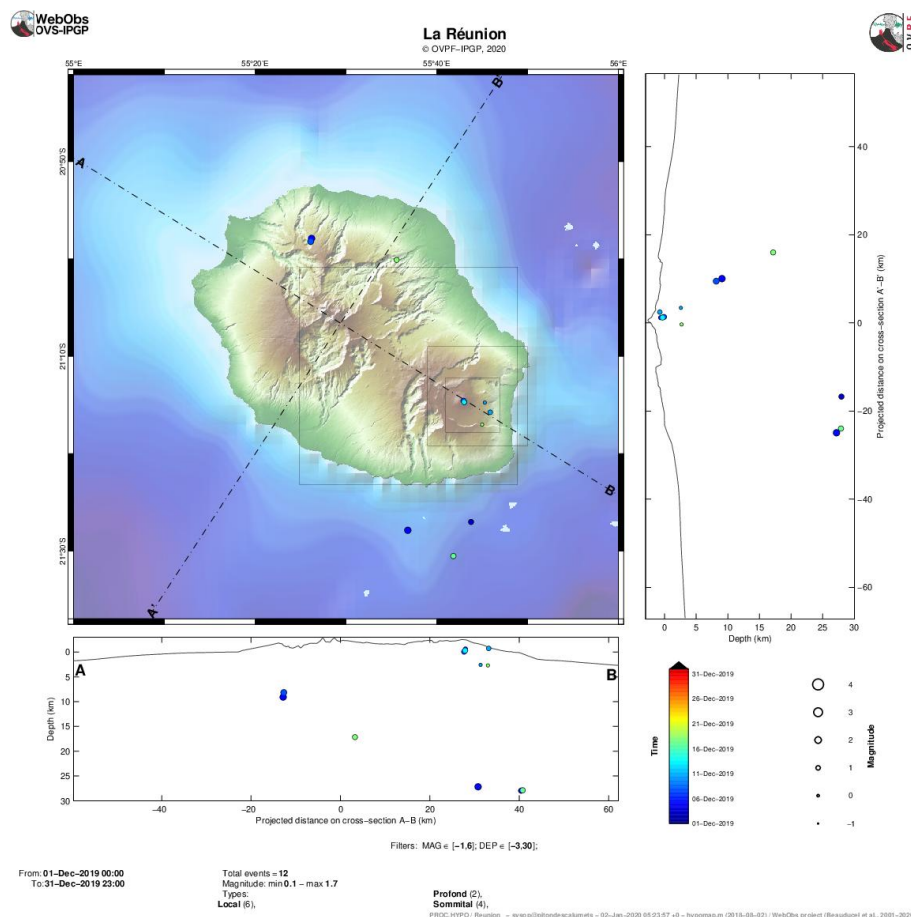 WebObs
OVS-IPGP
La Réunion
© OVPF-IPGP, 2020
55°E 55°20'E 55°40'E 56°E
20°50'S
21°10'S
21°30'S
A
B'
B
A'
40
20
0
−20
−40
−60
Projected distance on cross−section A'−B' (km)
0 5 10 15 20 25 30
Depth (km)
A
B
0
5
10
15
20
25
30
Depth (km)
−40 −20 0 20 40 60
Projected distance on cross−section A−B (km)
Time
31−Dec−2019
26−Dec−2019
21−Dec−2019
16−Dec−2019
11−Dec−2019
06−Dec−2019
01−Dec−2019
4
3
2
1
0
−1
Magnitude
Filters: MAG ∈ [−1,6]; DEP ∈ [−3,30];
From: 01−Dec−2019 00:00
To: 31−Dec−2019 23:00
Total events = 12
Magnitude: min 0.1 − max 1.7
Types:
Local (6),
Profond (2),
Sommital (4),